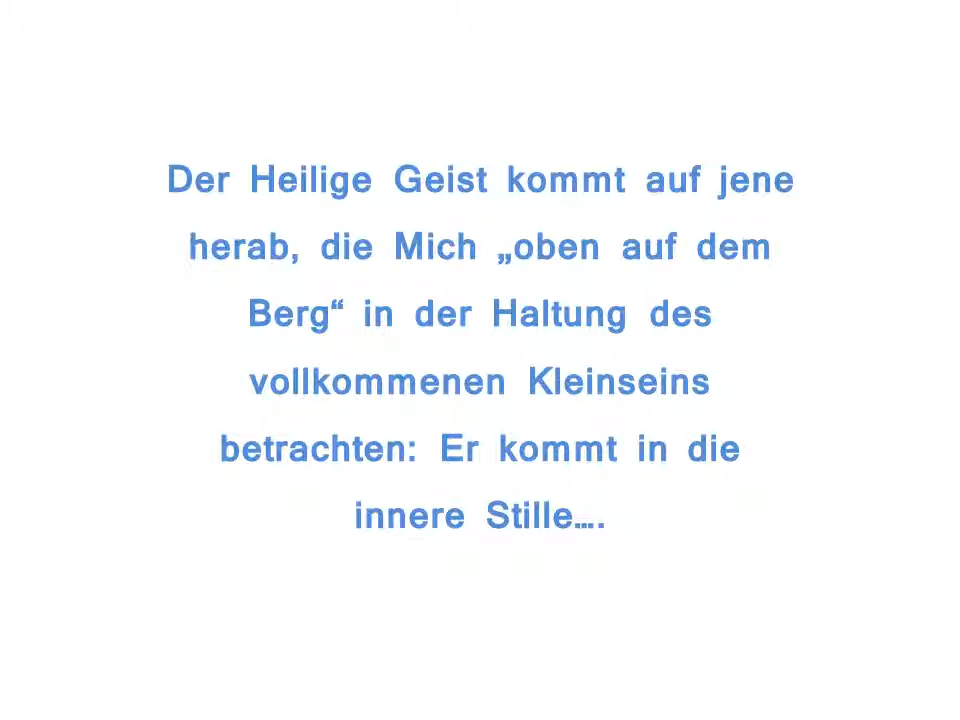 Der Heilige Geist kommt auf jene
herab, die Mich „oben auf dem
Berg“ in der Haltung des
vollkommenen Kleinseins
betrachten: Er kommt in die
innere Stille….